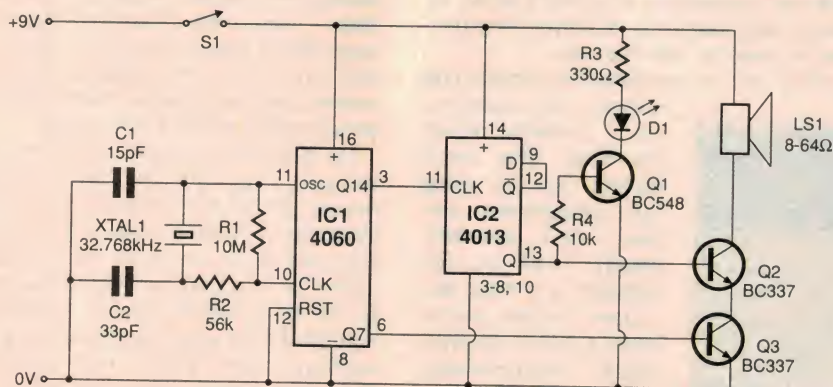 +9V
S1
R3
330Ω
C1
15pF
16
+
14
+
D 9
Q̅ 12
D1
LS1
8-64Ω
11 OSC
Q14 3
11 CLK
IC1
4060
IC2
4013
Q1
BC548
XTAL1
32.768kHz
R1
10M
R4
10k
10 CLK
Q 13
R2
56k
3-8, 10
C2
33pF
12 RST
Q2
BC337
Q7 6
–
8
Q3
BC337
0V